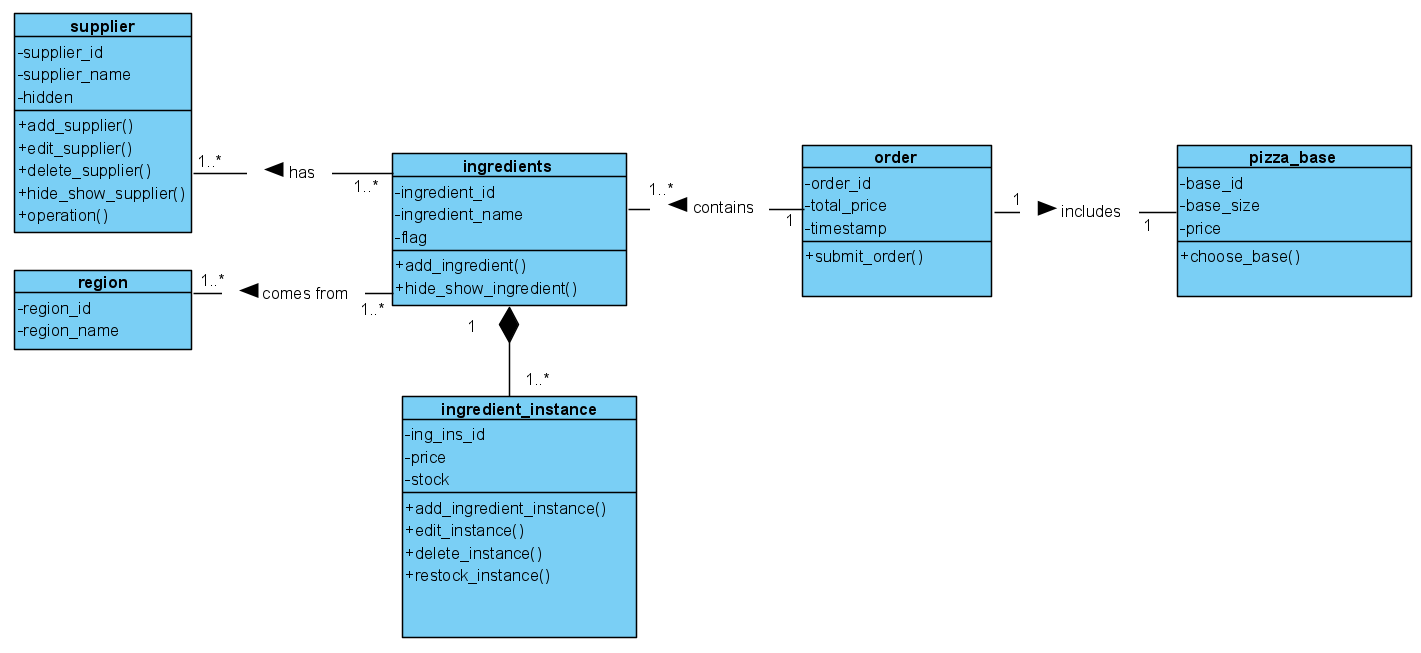 supplier
-supplier_id
-supplier_name
-hidden
+add_supplier()
+edit_supplier()
+delete_supplier()
+hide_show_supplier()
+operation()
1..*
has
1..*
region
-region_id
-region_name
1..*
comes from
1..*
ingredients
-ingredient_id
-ingredient_name
-flag
+add_ingredient()
+hide_show_ingredient()
1
1..*
ingredient_instance
-ing_ins_id
-price
-stock
+add_ingredient_instance()
+edit_instance()
+delete_instance()
+restock_instance()
1..*
contains
1
order
-order_id
-total_price
-timestamp
+submit_order()
1
includes
1
pizza_base
-base_id
-base_size
-price
+choose_base()